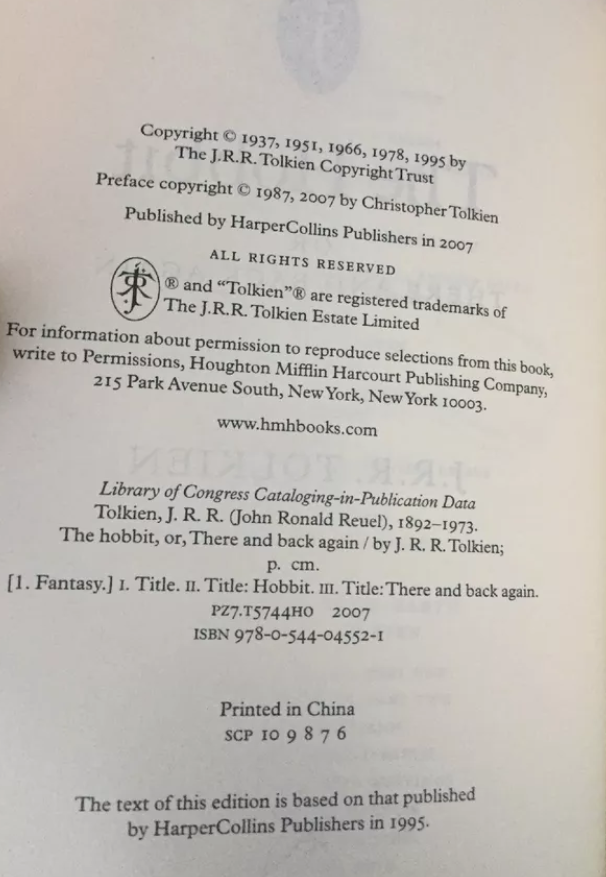 Copyright © 1937, 1951, 1966, 1978, 1995 by
The J.R.R. Tolkien Copyright Trust
Preface copyright © 1987, 2007 by Christopher Tolkien
Published by HarperCollins Publishers in 2007
ALL RIGHTS RESERVED
® and “Tolkien”® are registered trademarks of
The J.R.R. Tolkien Estate Limited
For information about permission to reproduce selections from this book,
write to Permissions, Houghton Mifflin Harcourt Publishing Company,
215 Park Avenue South, New York, New York 10003.
www.hmhbooks.com
Library of Congress Cataloging-in-Publication Data
Tolkien, J. R. R. (John Ronald Reuel), 1892–1973.
The hobbit, or, There and back again / by J. R. R. Tolkien;
p. cm.
[1. Fantasy.] I. Title. II. Title: Hobbit. III. Title: There and back again.
PZ7.T5744HO 2007
ISBN 978-0-544-04552-1
Printed in China
SCP 10 9 8 7 6
The text of this edition is based on that published
by HarperCollins Publishers in 1995.